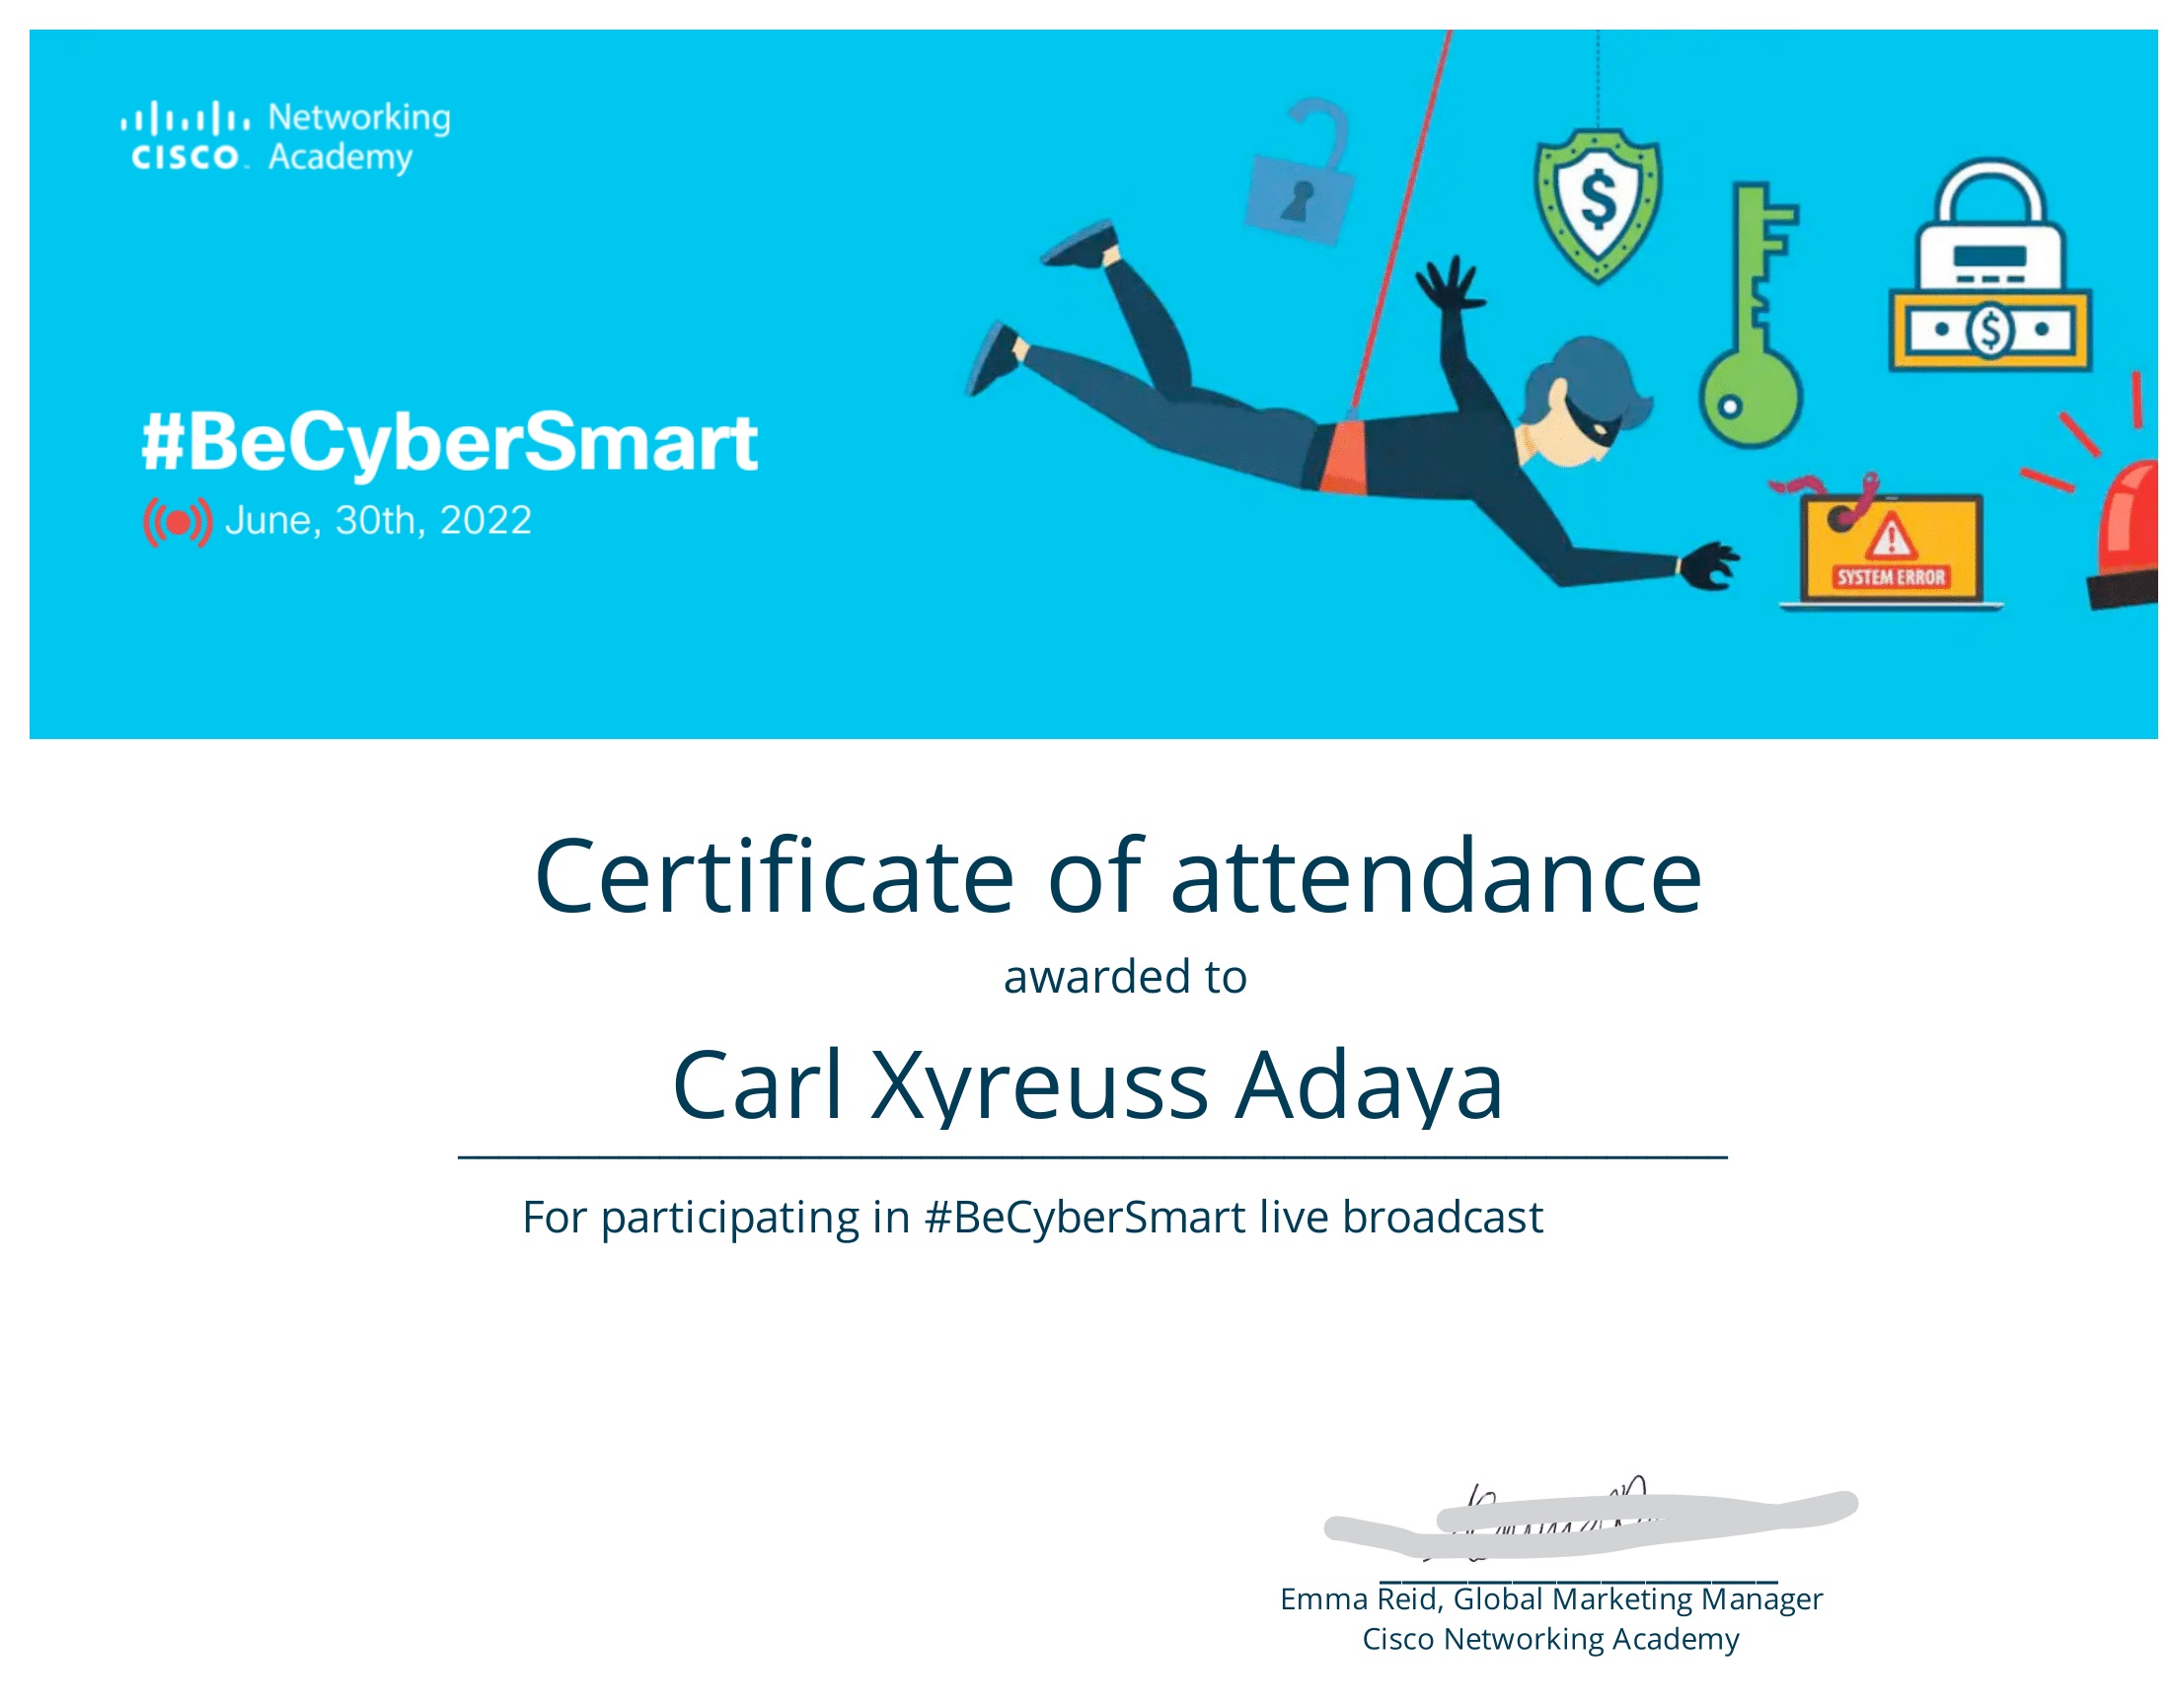 Networking
CISCO Academy
#BeCyberSmart
June, 30th, 2022
$
$
SYSTEM ERROR
Certificate of attendance
awarded to
Carl Xyreuss Adaya
For participating in #BeCyberSmart live broadcast
Emma Reid, Global Marketing Manager
Cisco Networking Academy